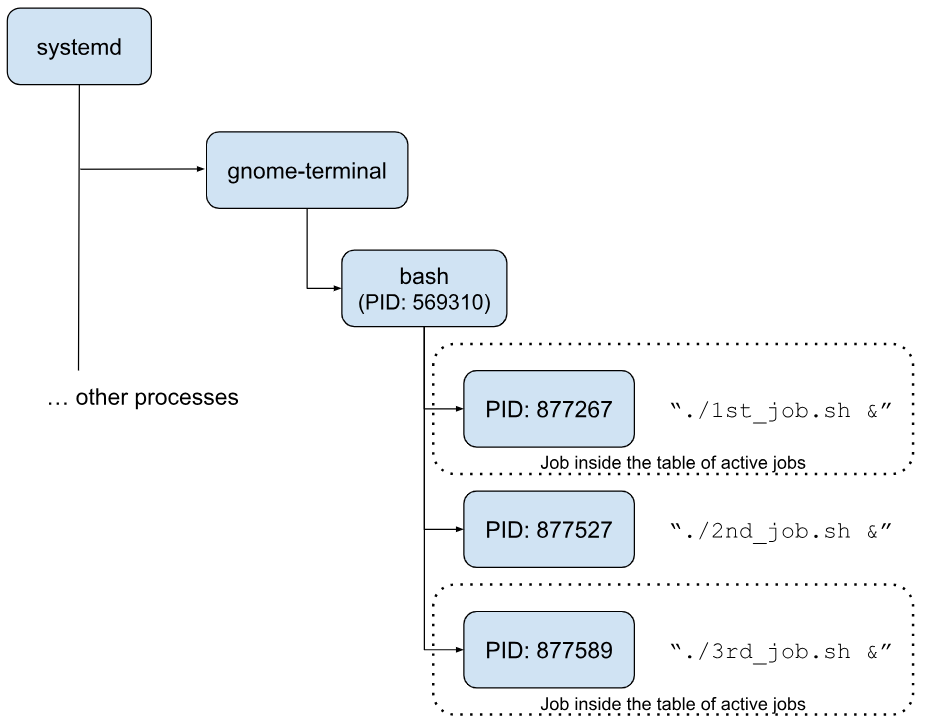 systemd
gnome-terminal
bash
(PID: 569310)
… other processes
PID: 877267
“./1st_job.sh &”
Job inside the table of active jobs
PID: 877527
“./2nd_job.sh &”
PID: 877589
“./3rd_job.sh &”
Job inside the table of active jobs